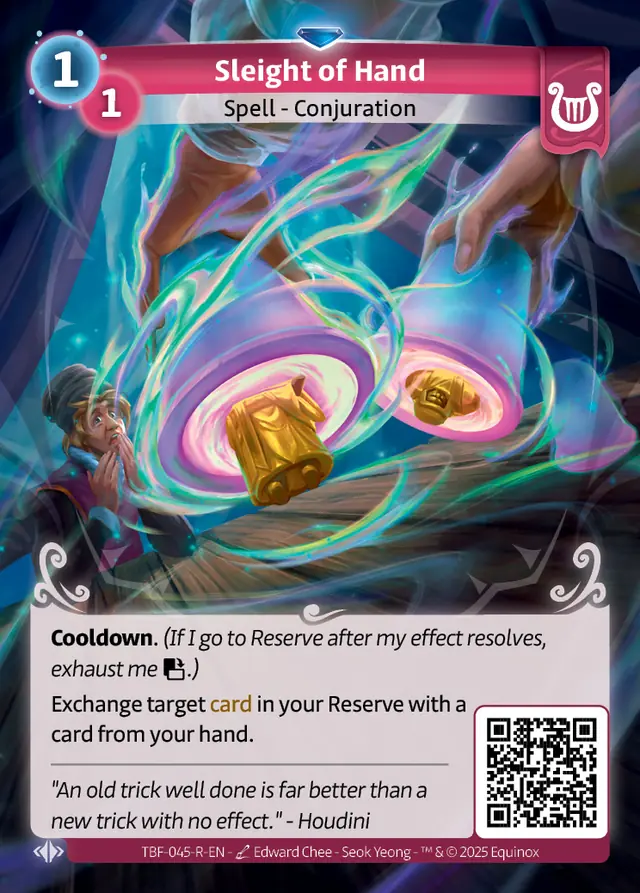 1
Sleight of Hand
1
Spell - Conjuration
Cooldown. (If I go to Reserve after my effect resolves,
exhaust me .)
Exchange target card in your Reserve with a
card from your hand.
"An old trick well done is far better than a
new trick with no effect." - Houdini
TBF-045-R-EN - Edward Chee - Seok Yeong - ™ & © 2025 Equinox